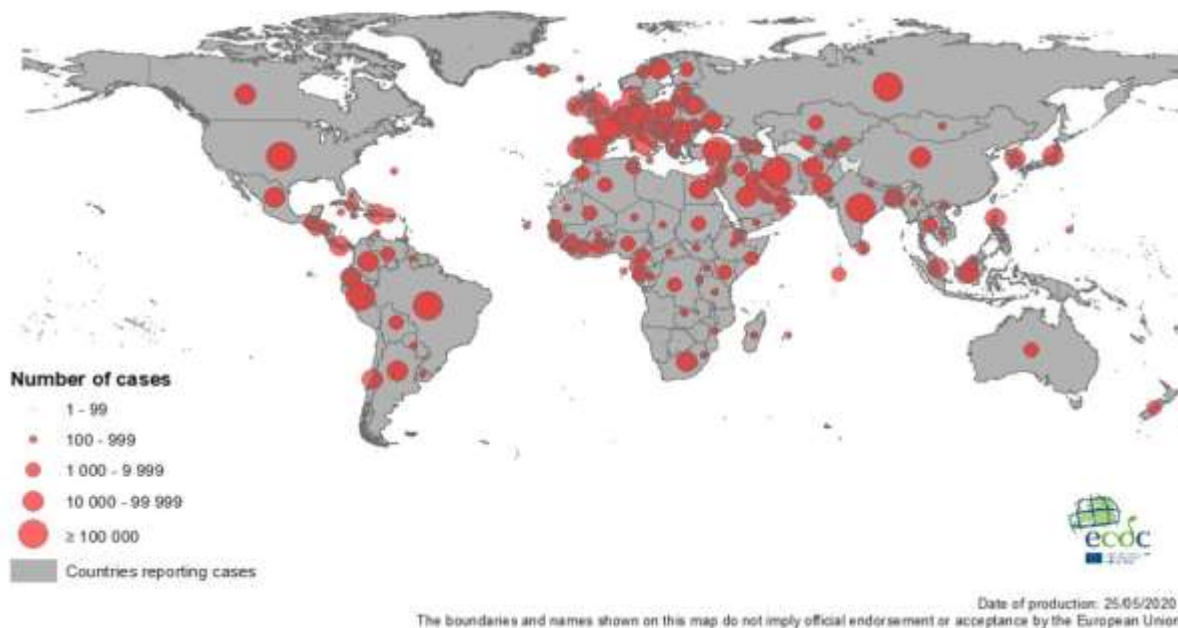 Number of cases
1 - 99
100 - 999
1 000 - 9 999
10 000 - 99 999
≥ 100 000
Countries reporting cases
ecdc
Date of production: 25/05/2020
The boundaries and names shown on this map do not imply official endorsement or acceptance by the European Union